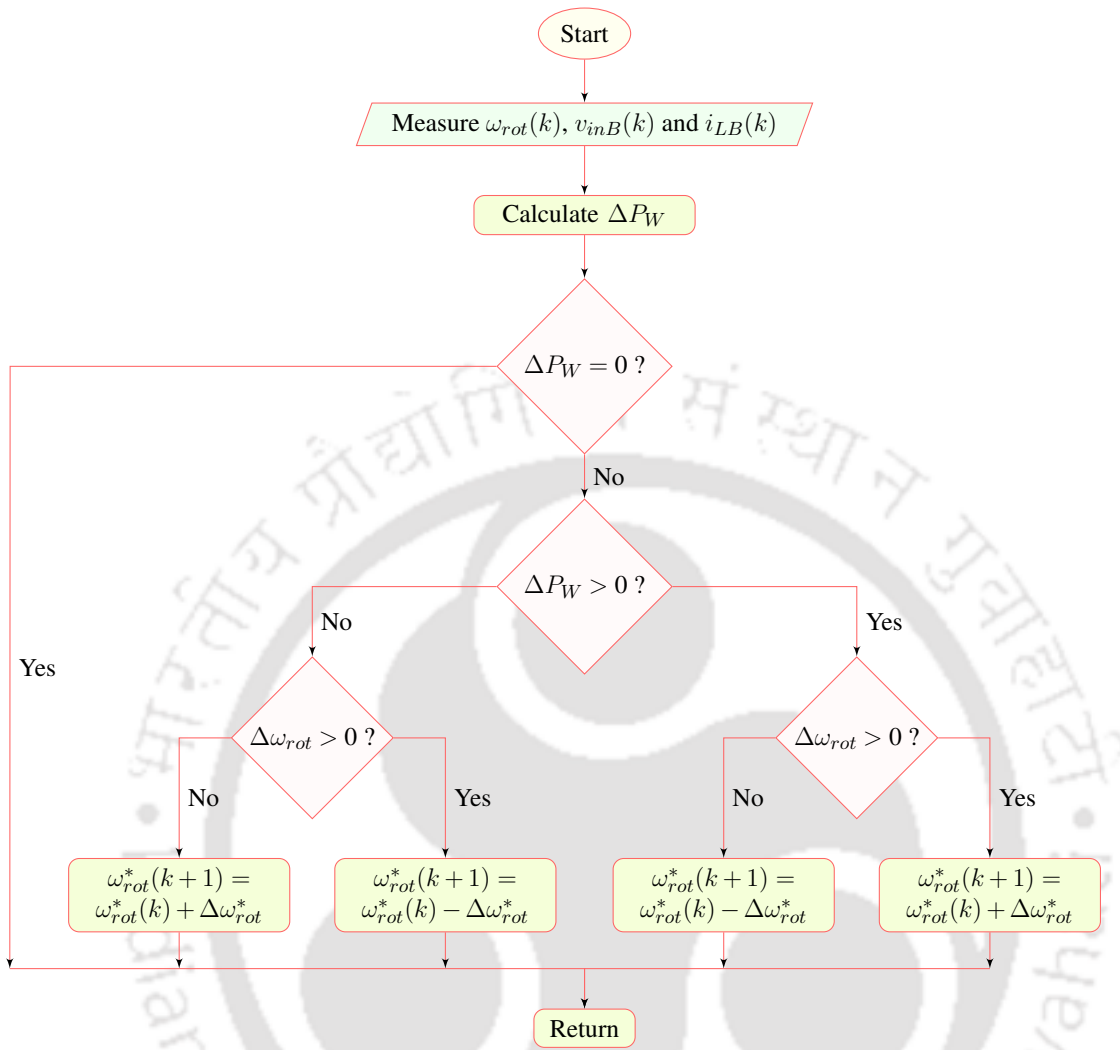 Start
Measure ω_rot(k), v_inB(k) and i_LB(k)
Calculate ΔP_W
ΔP_W = 0 ?
No
ΔP_W > 0 ?
No
Yes
Yes
Δω_rot > 0 ?
Δω_rot > 0 ?
No
Yes
No
Yes
ω*_rot(k + 1) =
ω*_rot(k) + Δω*_rot
ω*_rot(k + 1) =
ω*_rot(k) − Δω*_rot
ω*_rot(k + 1) =
ω*_rot(k) − Δω*_rot
ω*_rot(k + 1) =
ω*_rot(k) + Δω*_rot
Return
भारतीय प्रौद्योगिकी संस्थान गुवाहाटी